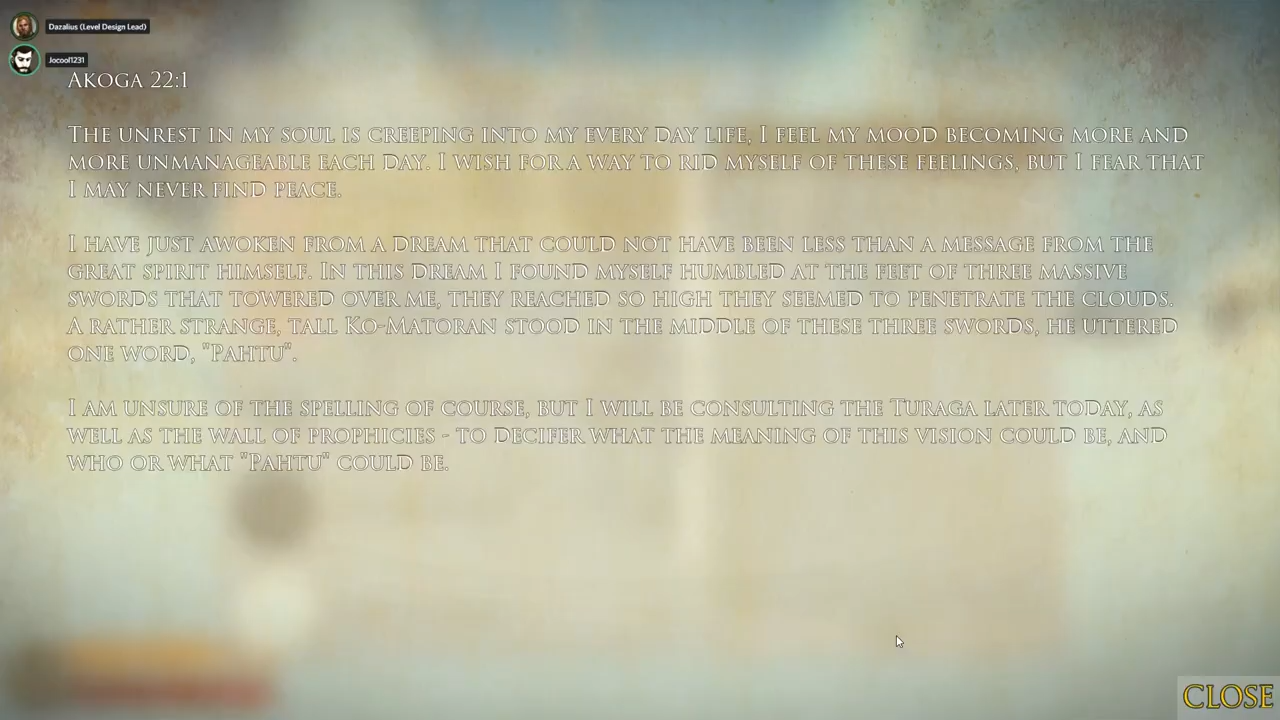 Dazalius (Level Design Lead)
Jocool1231
Akoga 22:1
The unrest in my soul is creeping into my every day life, I feel my mood becoming more and
more unmanageable each day. I wish for a way to rid myself of these feelings, but I fear that
I may never find peace.
I have just awoken from a dream that could not have been less than a message from the
great spirit himself. In this dream I found myself humbled at the feet of three massive
swords that towered over me, they reached so high they seemed to penetrate the clouds.
A rather strange, tall Ko-Matoran stood in the middle of these three swords, he uttered
one word, "Pahtu".
I am unsure of the spelling of course, but I will be consulting the Turaga later today, as
well as the wall of prophicies - to decifer what the meaning of this vision could be, and
who or what "Pahtu" could be.
CLOSE